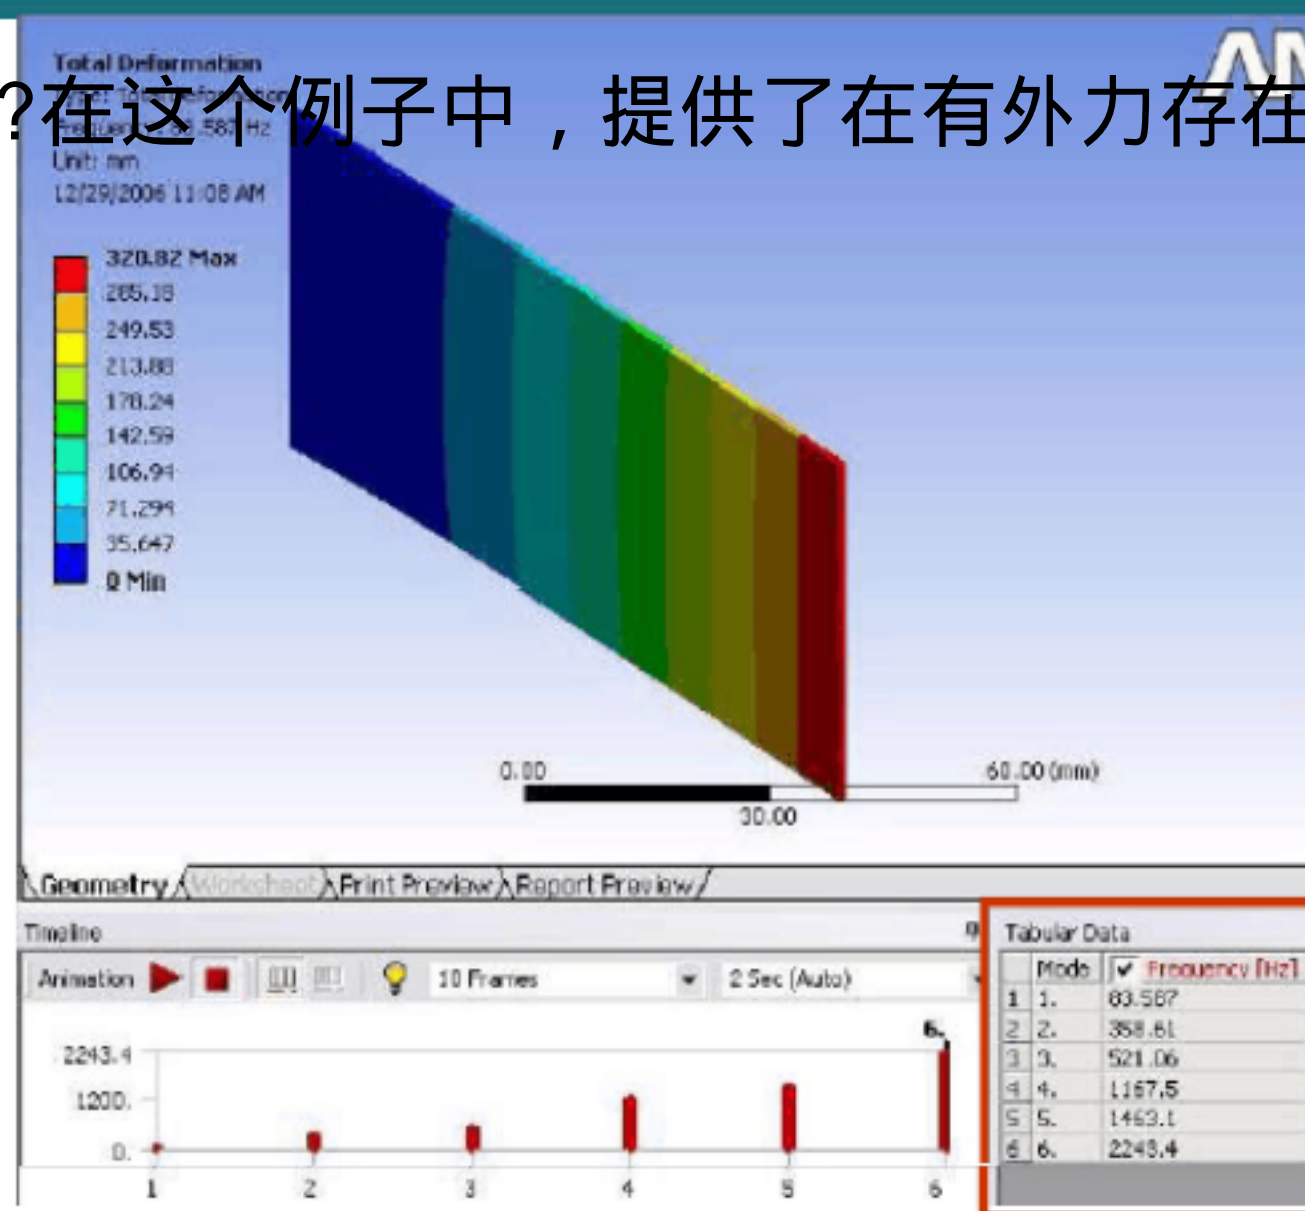 Total Deformation
?在这个例子中，提供了在有外力存在
Unit: mm
12/29/2006 11:08 AM
320.82 Max
285.18
249.53
213.88
178.24
142.59
106.94
71.294
35.647
0 Min
0.00
60.00 (mm)
30.00
Geometry Worksheet Print Preview Report Preview
Timeline
Animation 10 Frames 2 Sec (Auto)
6.
2243.4
1200.
0.
1 2 3 4 5 6
Tabular Data
Mode Frequency [Hz]
1 1. 83.587
2 2. 358.61
3 3. 521.06
4 4. 1167.5
5 5. 1463.1
6 6. 2243.4